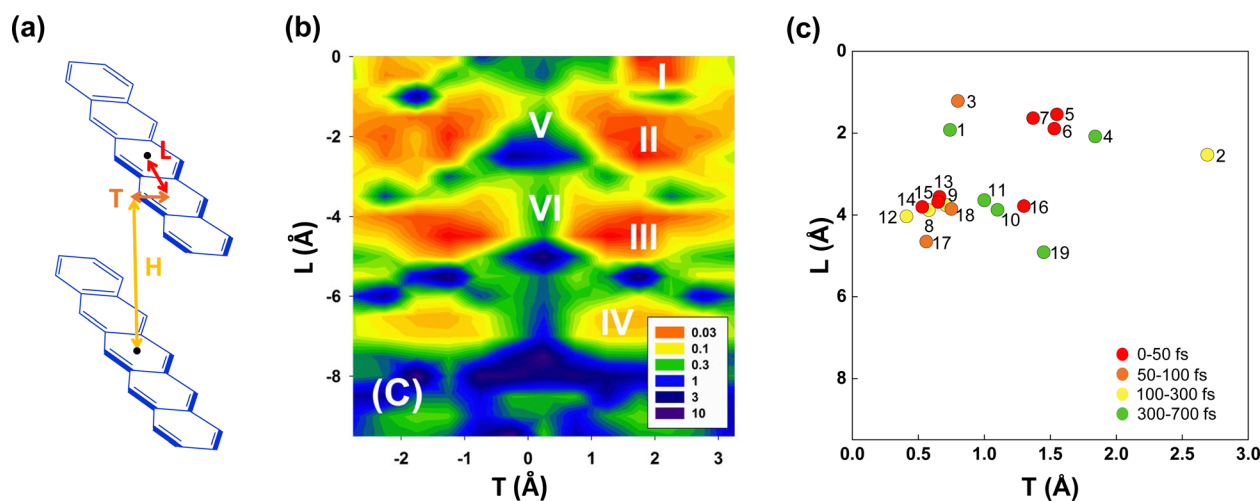 (a)
L
T
H
(b)
L (Å)
0
-2
-4
-6
-8
I
II
III
IV
V
VI
(C)
0.03
0.1
0.3
1
3
10
-2
-1
0
1
2
3
T (Å)
(c)
L (Å)
0
2
4
6
8
3
1
7
5
6
4
2
13
15
9
14
11
12
8
18
10
16
17
19
0-50 fs
50-100 fs
100-300 fs
300-700 fs
0.0
0.5
1.0
1.5
2.0
2.5
3.0
T (Å)